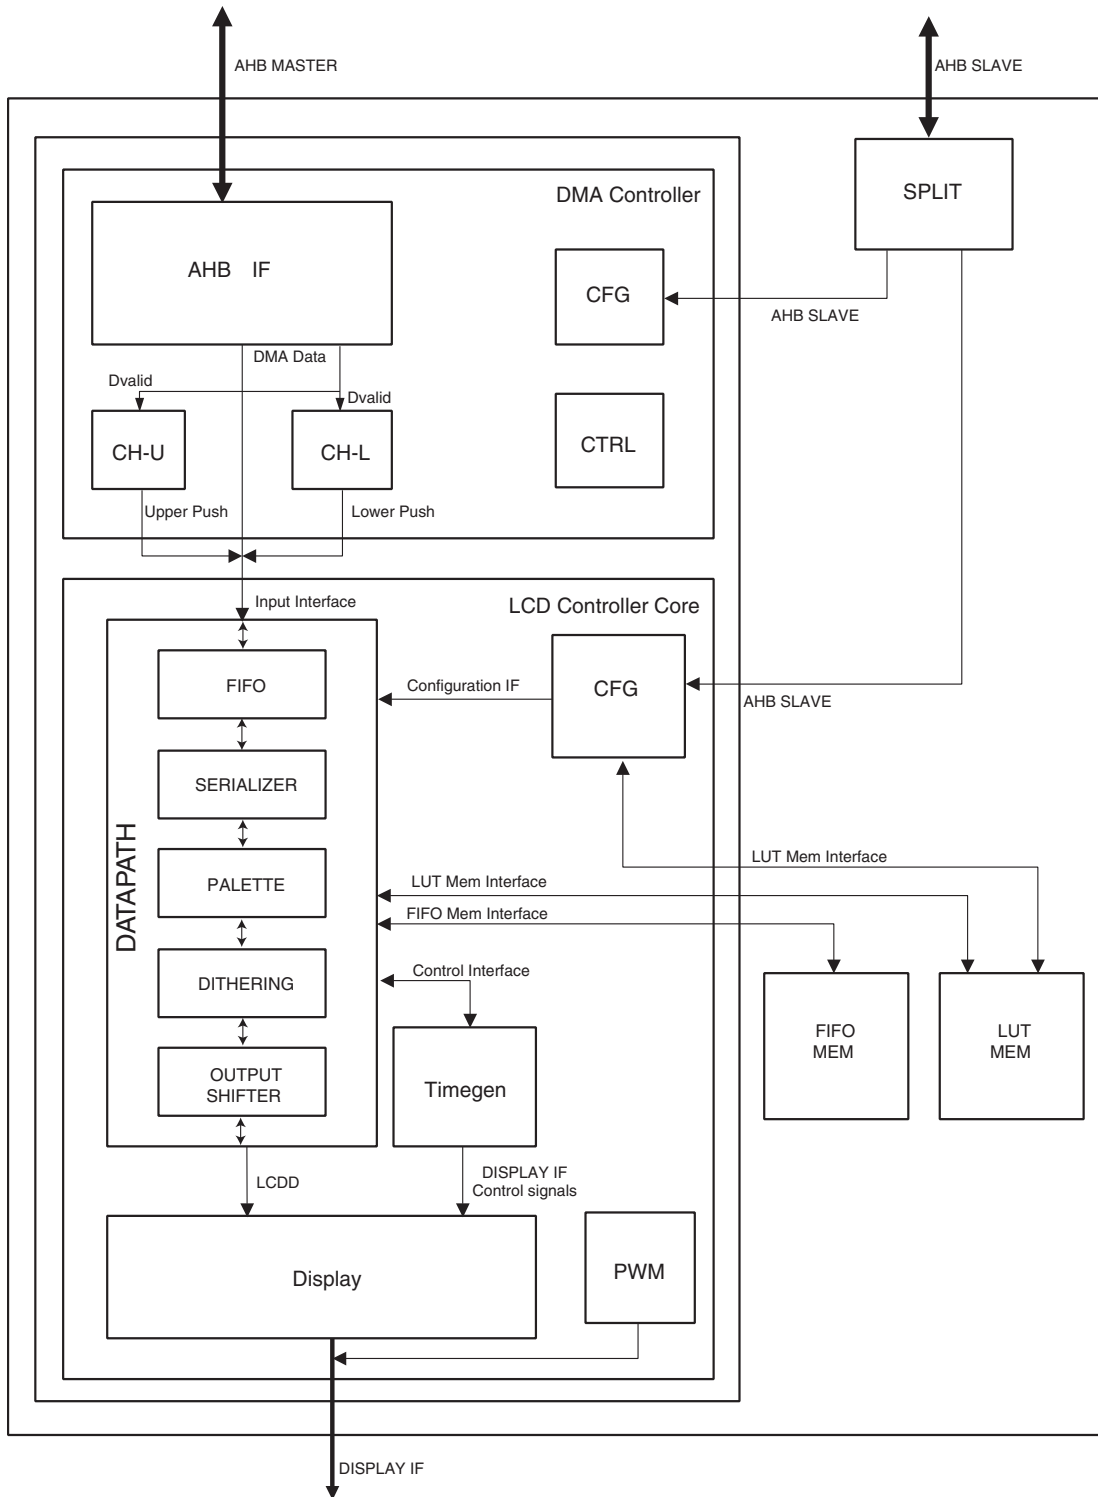 AHB MASTER
AHB SLAVE
DMA Controller
SPLIT
AHB IF
CFG
AHB SLAVE
DMA Data
Dvalid
Dvalid
CH-U
CH-L
CTRL
Upper Push
Lower Push
Input Interface
LCD Controller Core
FIFO
Configuration IF
CFG
AHB SLAVE
SERIALIZER
DATAPATH
LUT Mem Interface
PALETTE
LUT Mem Interface
FIFO Mem Interface
DITHERING
Control Interface
FIFO
MEM
LUT
MEM
OUTPUT
SHIFTER
Timegen
LCDD
DISPLAY IF
Control signals
Display
PWM
DISPLAY IF